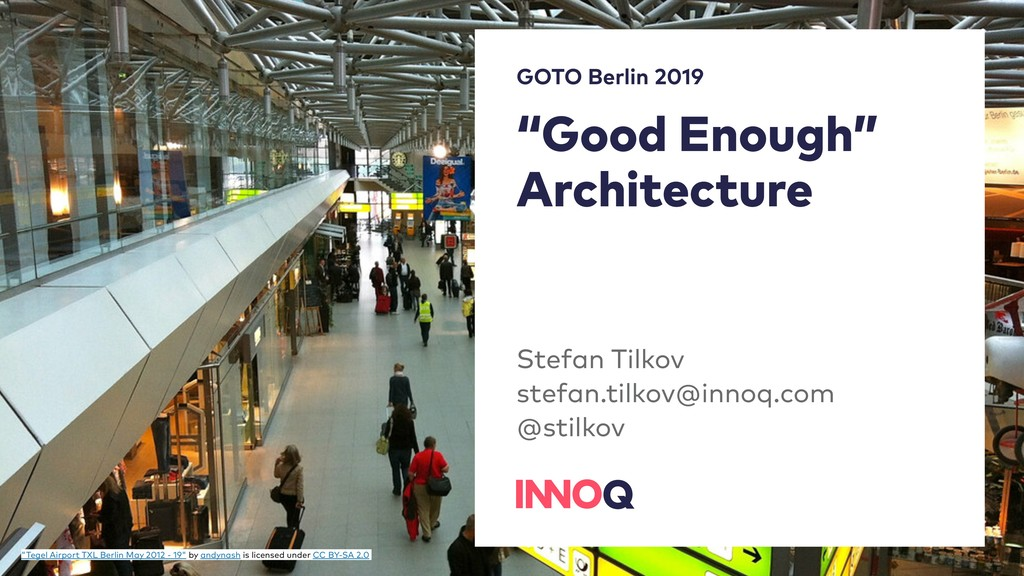 GOTO Berlin 2019
“Good Enough”
Architecture
Stefan Tilkov
stefan.tilkov@innoq.com
@stilkov
INNOQ
Desigual.
"Tegel Airport TXL Berlin May 2012 - 19" by andynash is licensed under CC BY-SA 2.0